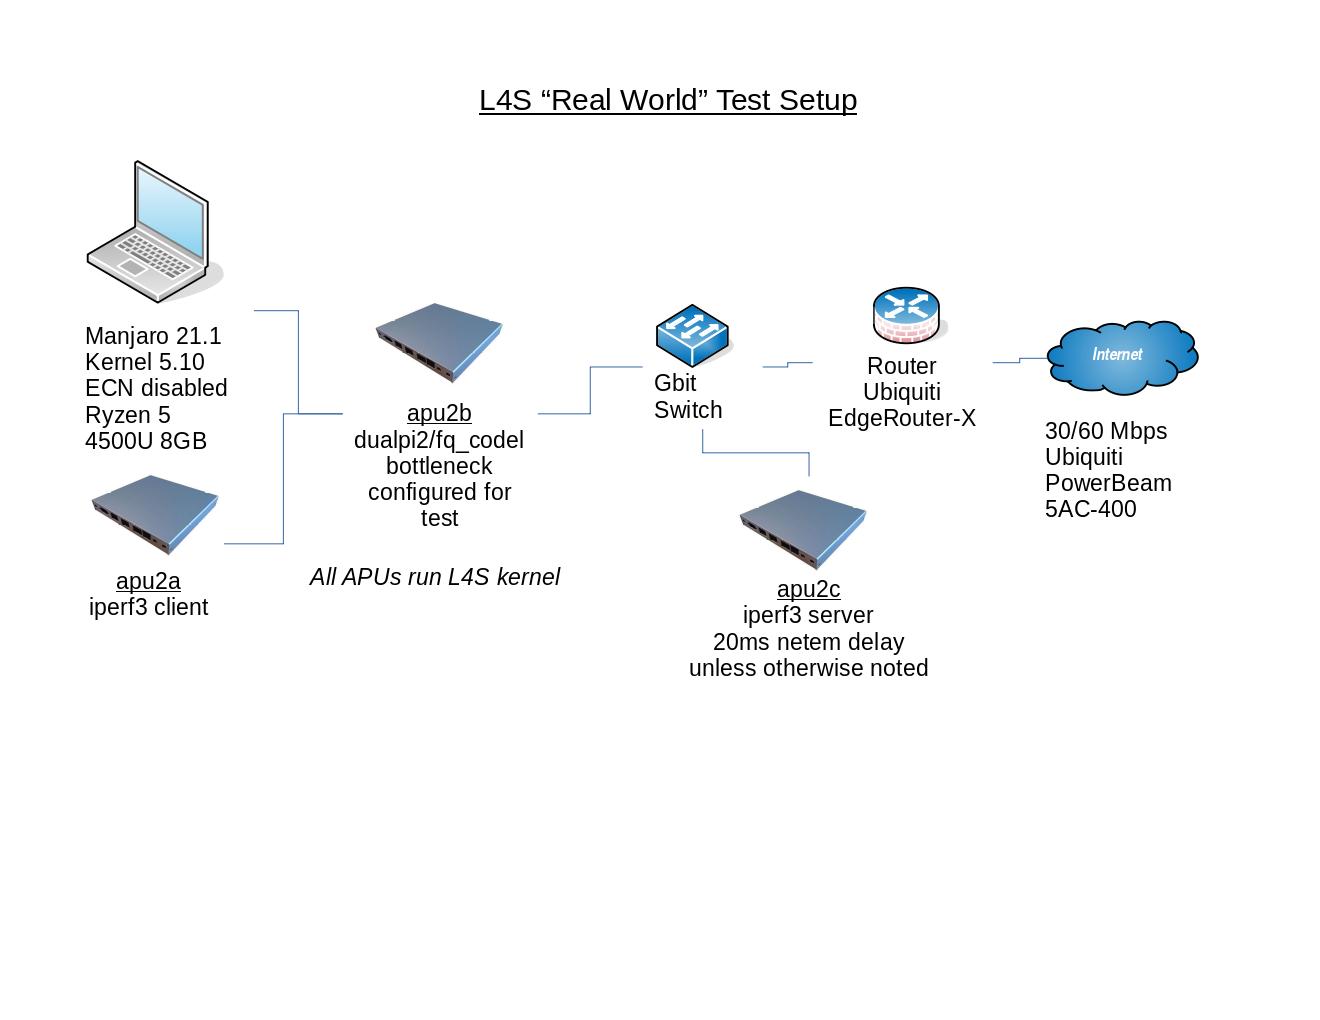 L4S “Real World” Test Setup
Manjaro 21.1
Kernel 5.10
ECN disabled
Ryzen 5
4500U 8GB
apu2a
iperf3 client
apu2b
dualpi2/fq_codel
bottleneck
configured for
test
All APUs run L4S kernel
Gbit
Switch
apu2c
iperf3 server
20ms netem delay
unless otherwise noted
Router
Ubiquiti
EdgeRouter-X
Internet
30/60 Mbps
Ubiquiti
PowerBeam
5AC-400